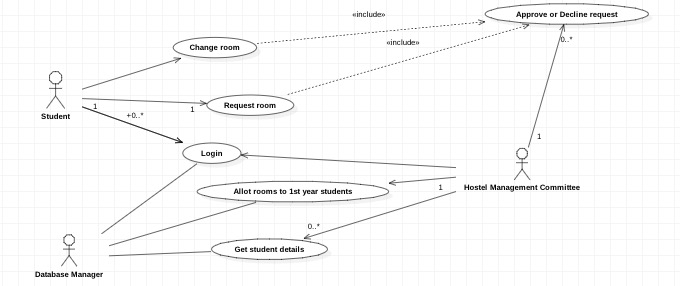 Approve or Decline request
«include»
0..*
«include»
Change room
Request room
1
1
Student
+0..*
1
Login
Hostel Management Committee
1
Allot rooms to 1st year students
0..*
Get student details
Database Manager